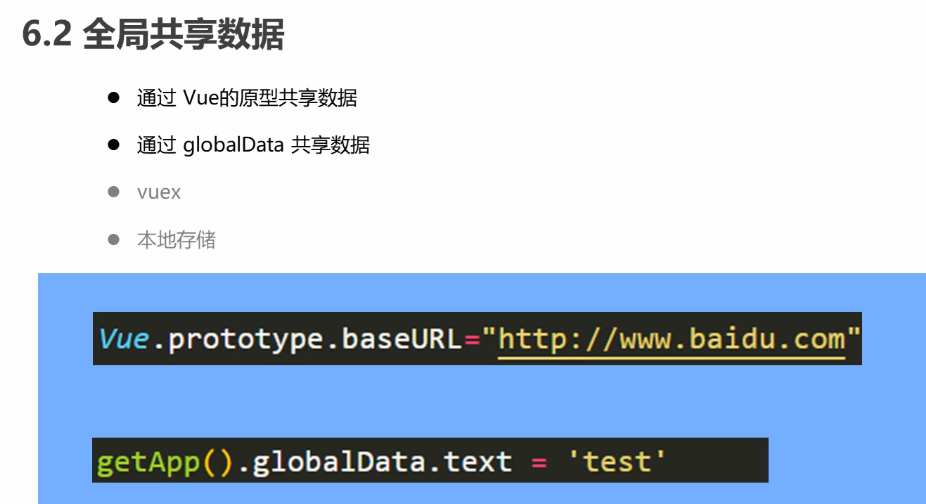 6.2 全局共享数据
● 通过 Vue的原型共享数据
● 通过 globalData 共享数据
● vuex
● 本地存储
Vue.prototype.baseURL="http://www.baidu.com"
getApp().globalData.text = 'test'